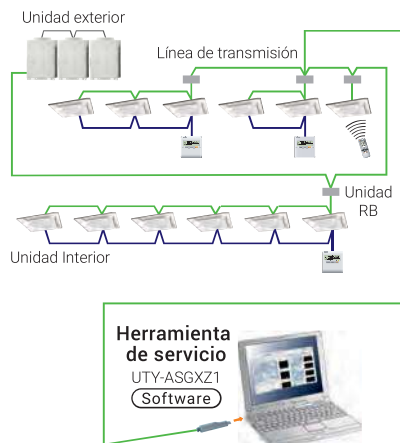 Unidad exterior
Línea de transmisión
Unidad
RB
Unidad Interior
Herramienta
de servicio
UTY-ASGXZ1
Software